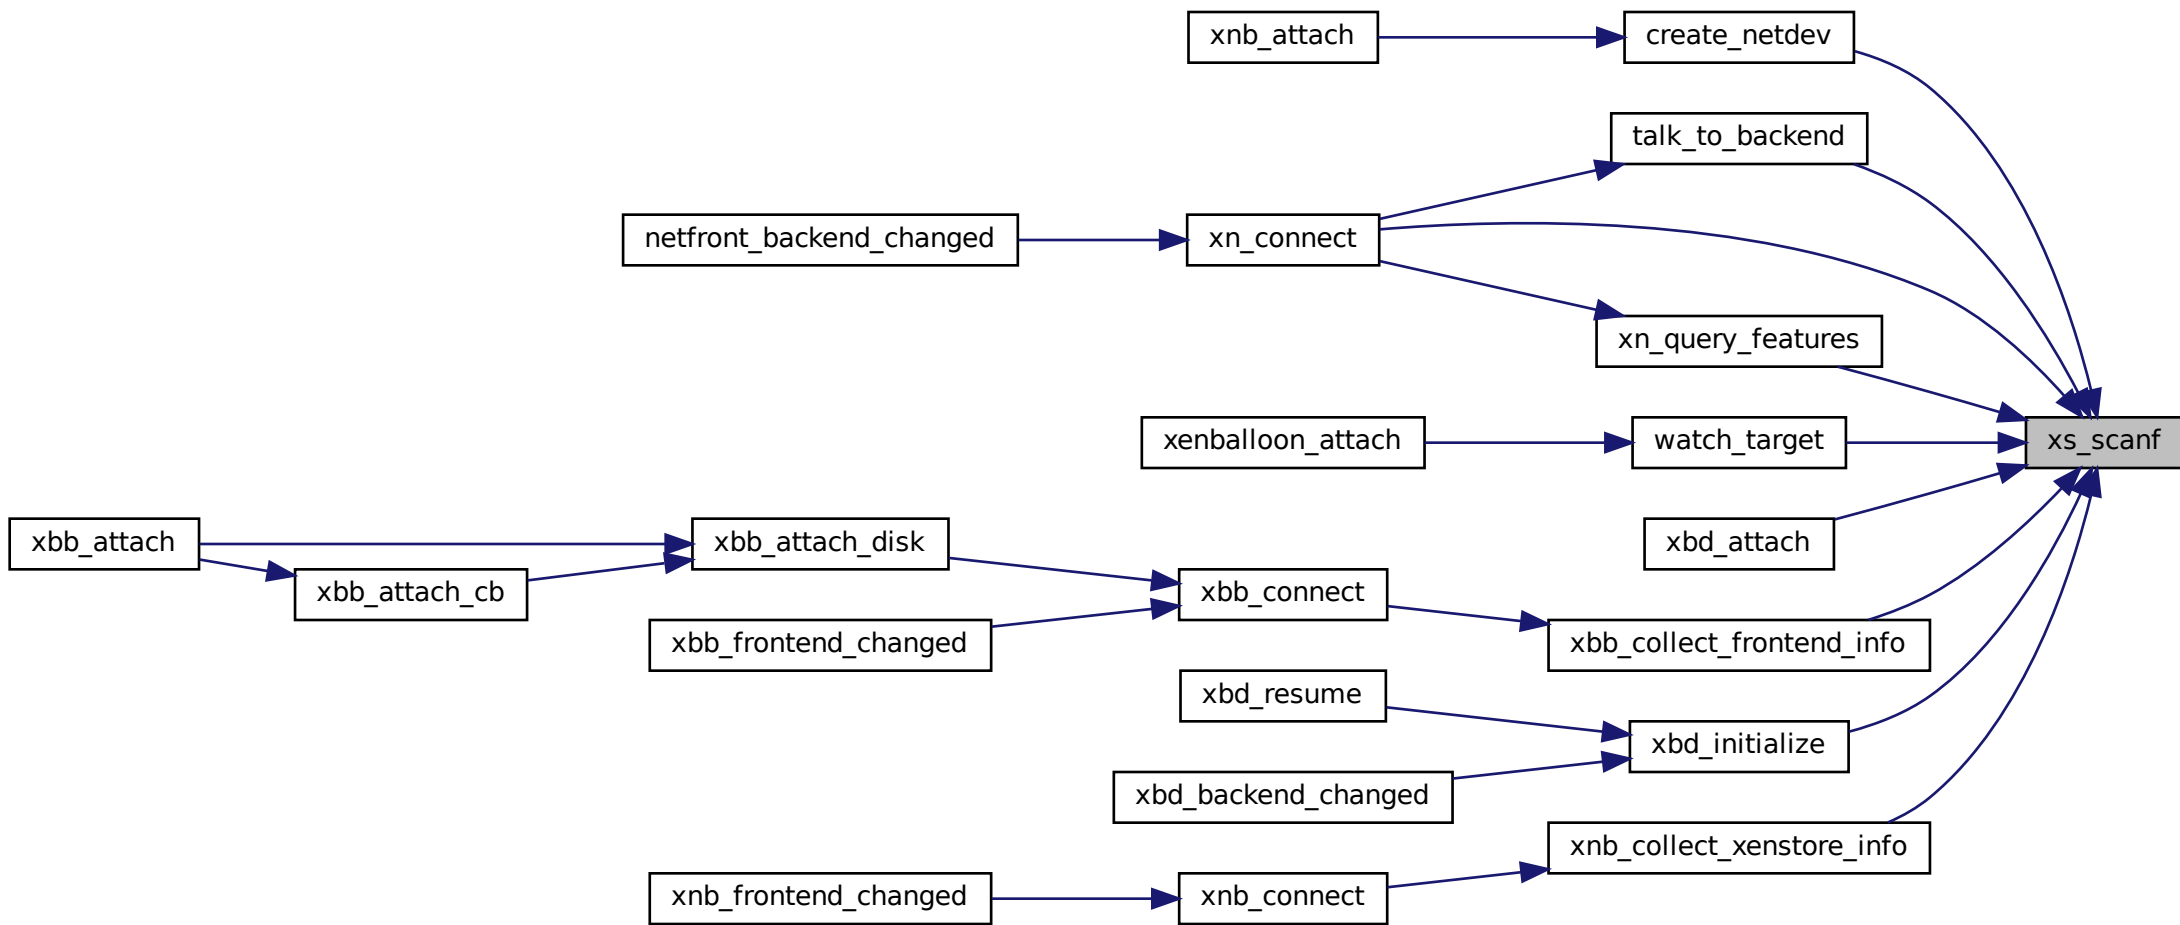 xnb_attach
create_netdev
talk_to_backend
netfront_backend_changed
xn_connect
xn_query_features
xenballoon_attach
watch_target
xs_scanf
xbb_attach
xbb_attach_disk
xbd_attach
xbb_attach_cb
xbb_connect
xbb_frontend_changed
xbb_collect_frontend_info
xbd_resume
xbd_initialize
xbd_backend_changed
xnb_collect_xenstore_info
xnb_frontend_changed
xnb_connect